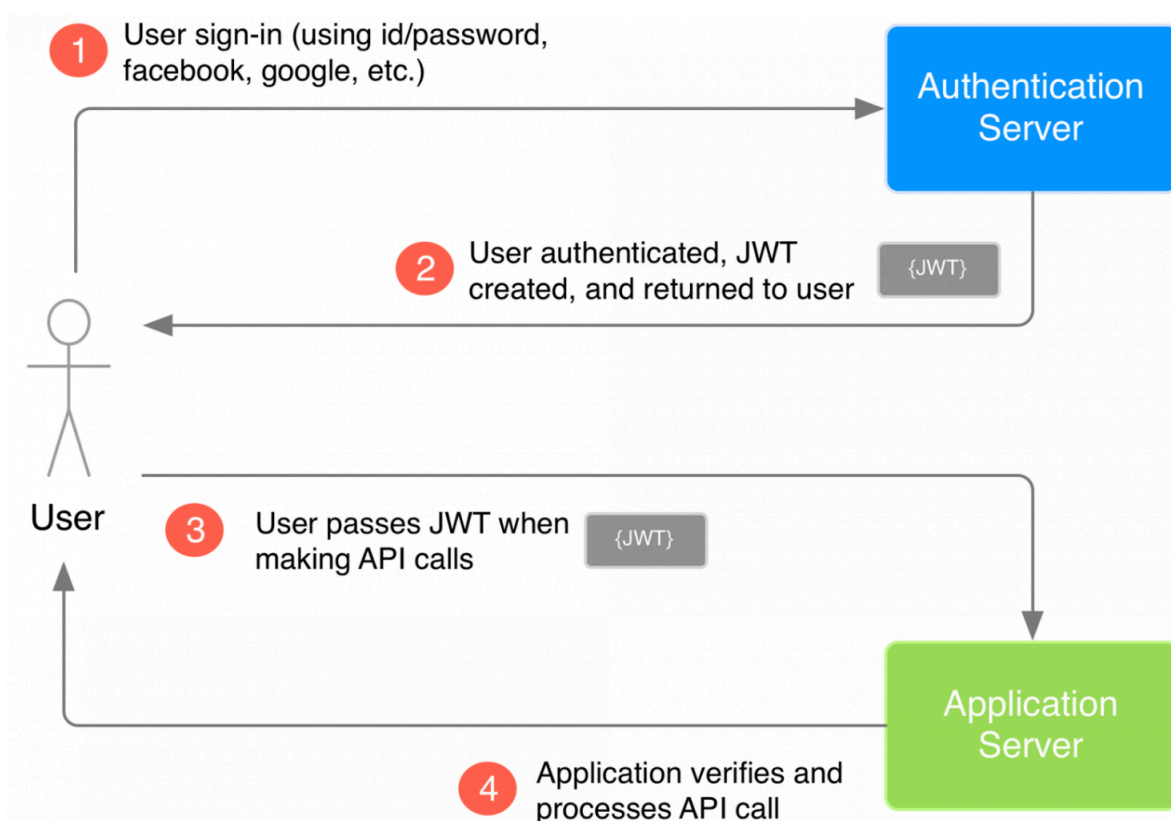 1
User sign-in (using id/password,
facebook, google, etc.)
Authentication
Server
2
User authenticated, JWT
created, and returned to user
{JWT}
User
3
User passes JWT when
making API calls
{JWT}
Application
Server
4
Application verifies and
processes API call